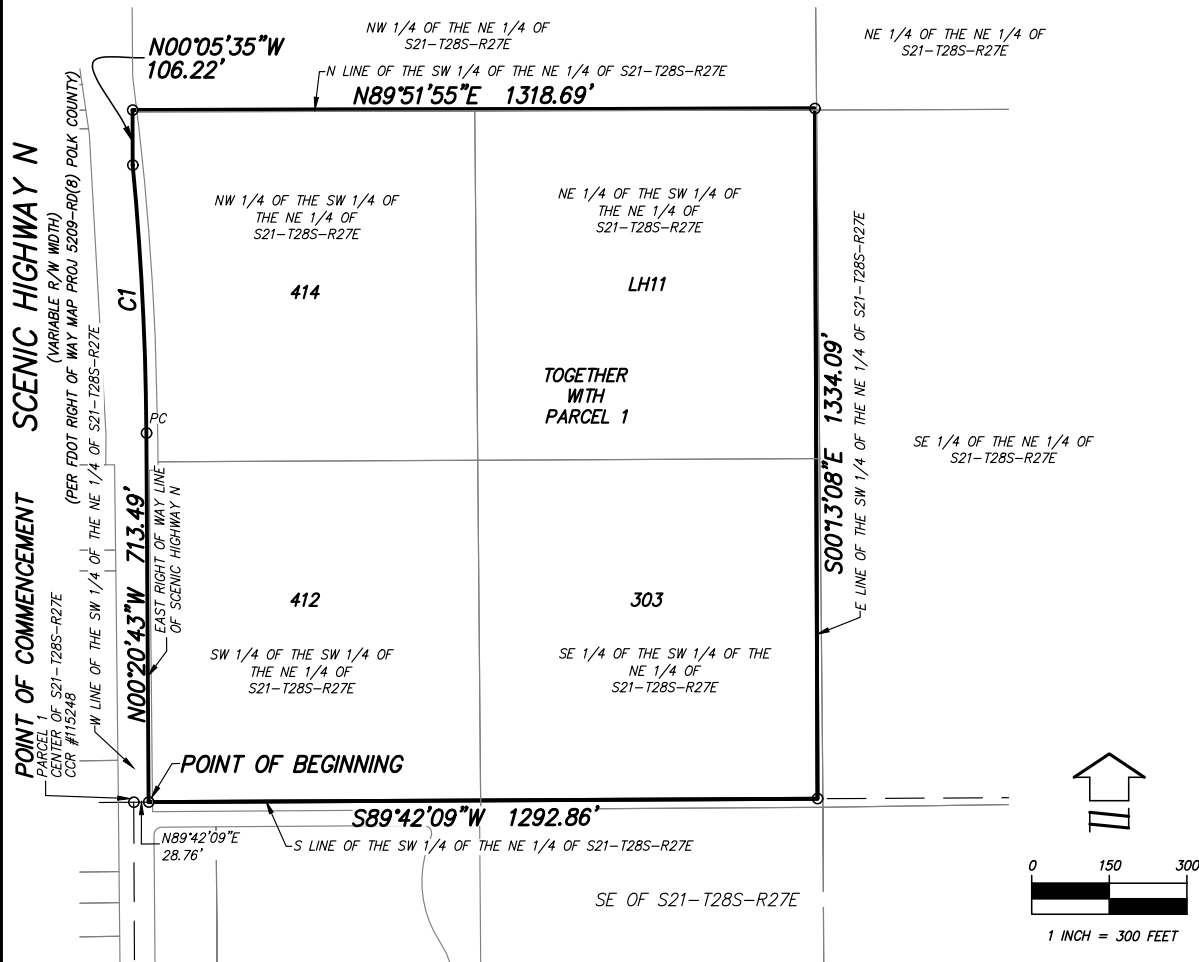 NW 1/4 OF THE NE 1/4 OF
S21-T28S-R27E
NE 1/4 OF THE NE 1/4 OF
S21-T28S-R27E
N00°05'35"W
106.22'
N LINE OF THE SW 1/4 OF THE NE 1/4 OF S21-T28S-R27E
N89°51'55"E 1318.69'
SCENIC HIGHWAY N
(VARIABLE R/W WIDTH)
(PER FDOT RIGHT OF WAY MAP PROJ 5209-RD(8) POLK COUNTY)
W LINE OF THE SW 1/4 OF THE NE 1/4 OF S21-T28S-R27E
C1
NW 1/4 OF THE SW 1/4 OF
THE NE 1/4 OF
S21-T28S-R27E
414
NE 1/4 OF THE SW 1/4 OF
THE NE 1/4 OF
S21-T28S-R27E
LH11
TOGETHER
WITH
PARCEL 1
S00°13'08"E 1334.09'
E LINE OF THE SW 1/4 OF THE NE 1/4 OF S21-T28S-R27E
SE 1/4 OF THE NE 1/4 OF
S21-T28S-R27E
PC
N00°20'43"W 713.49'
EAST RIGHT OF WAY LINE
OF SCENIC HIGHWAY N
POINT OF COMMENCEMENT
PARCEL 1
CENTER OF S21-T28S-R27E
CCR #115248
412
SW 1/4 OF THE SW 1/4 OF
THE NE 1/4 OF
S21-T28S-R27E
303
SE 1/4 OF THE SW 1/4 OF THE
NE 1/4 OF
S21-T28S-R27E
POINT OF BEGINNING
S89°42'09"W 1292.86'
N89°42'09"E
28.76'
S LINE OF THE SW 1/4 OF THE NE 1/4 OF S21-T28S-R27E
SE OF S21-T28S-R27E
N
0 150 300
1 INCH = 300 FEET